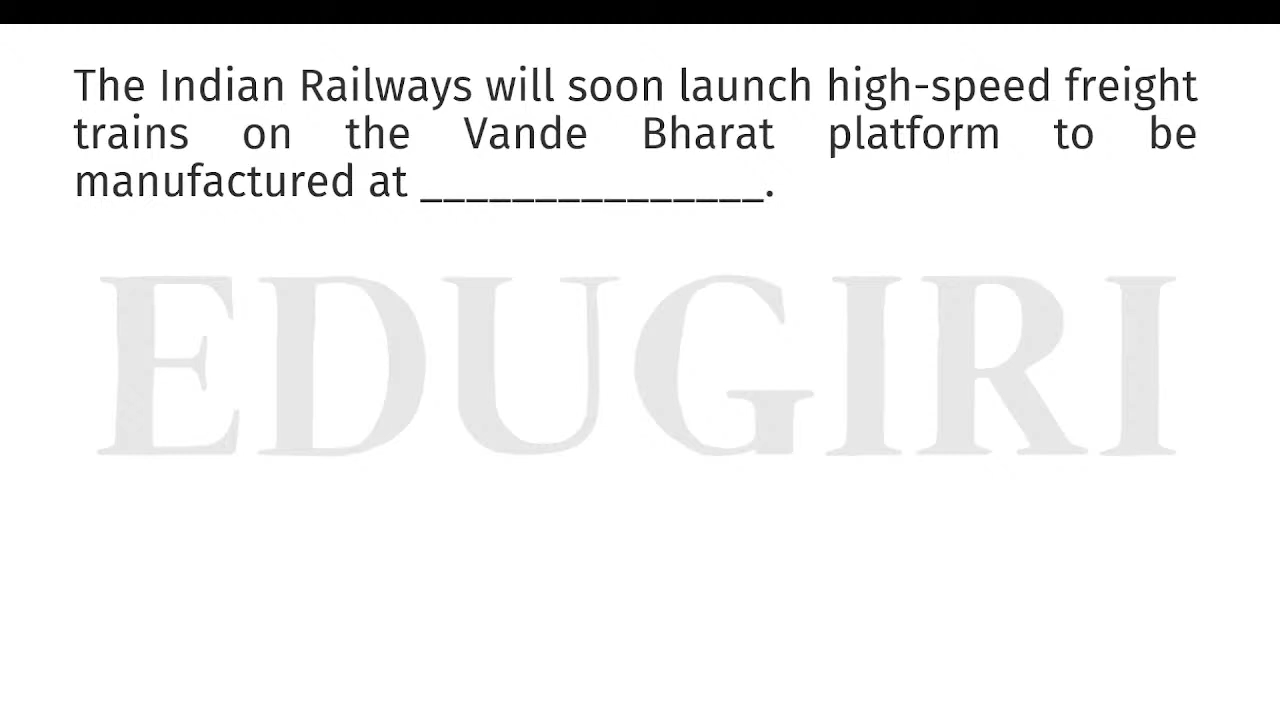 The Indian Railways will soon launch high-speed freight
trains on the Vande Bharat platform to be
manufactured at _______________.
EDUGIRI